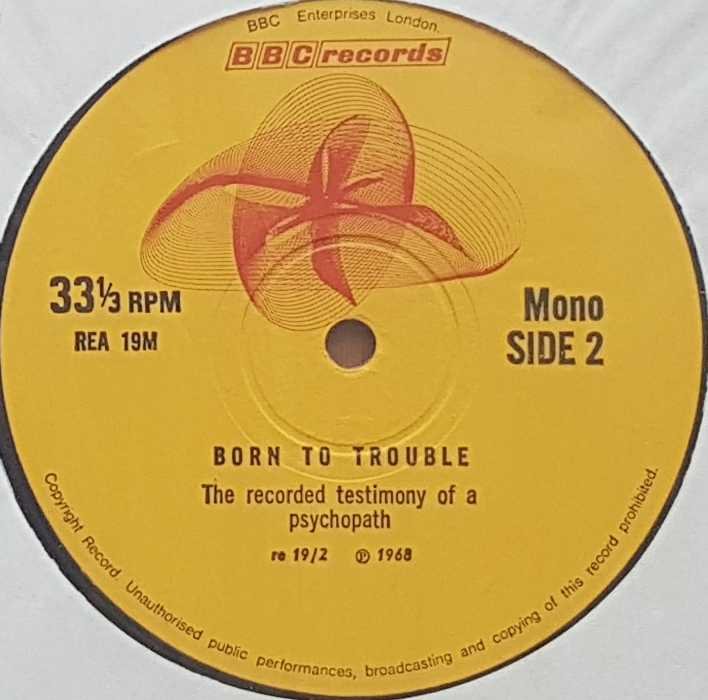 BBC Enterprises London.
BBC records
33⅓ RPM
REA 19M
Mono
SIDE 2
BORN TO TROUBLE
The recorded testimony of a
psychopath
re 19/2 ℗ 1968
Copyright Record. Unauthorised public performances, broadcasting and copying of this record prohibited.